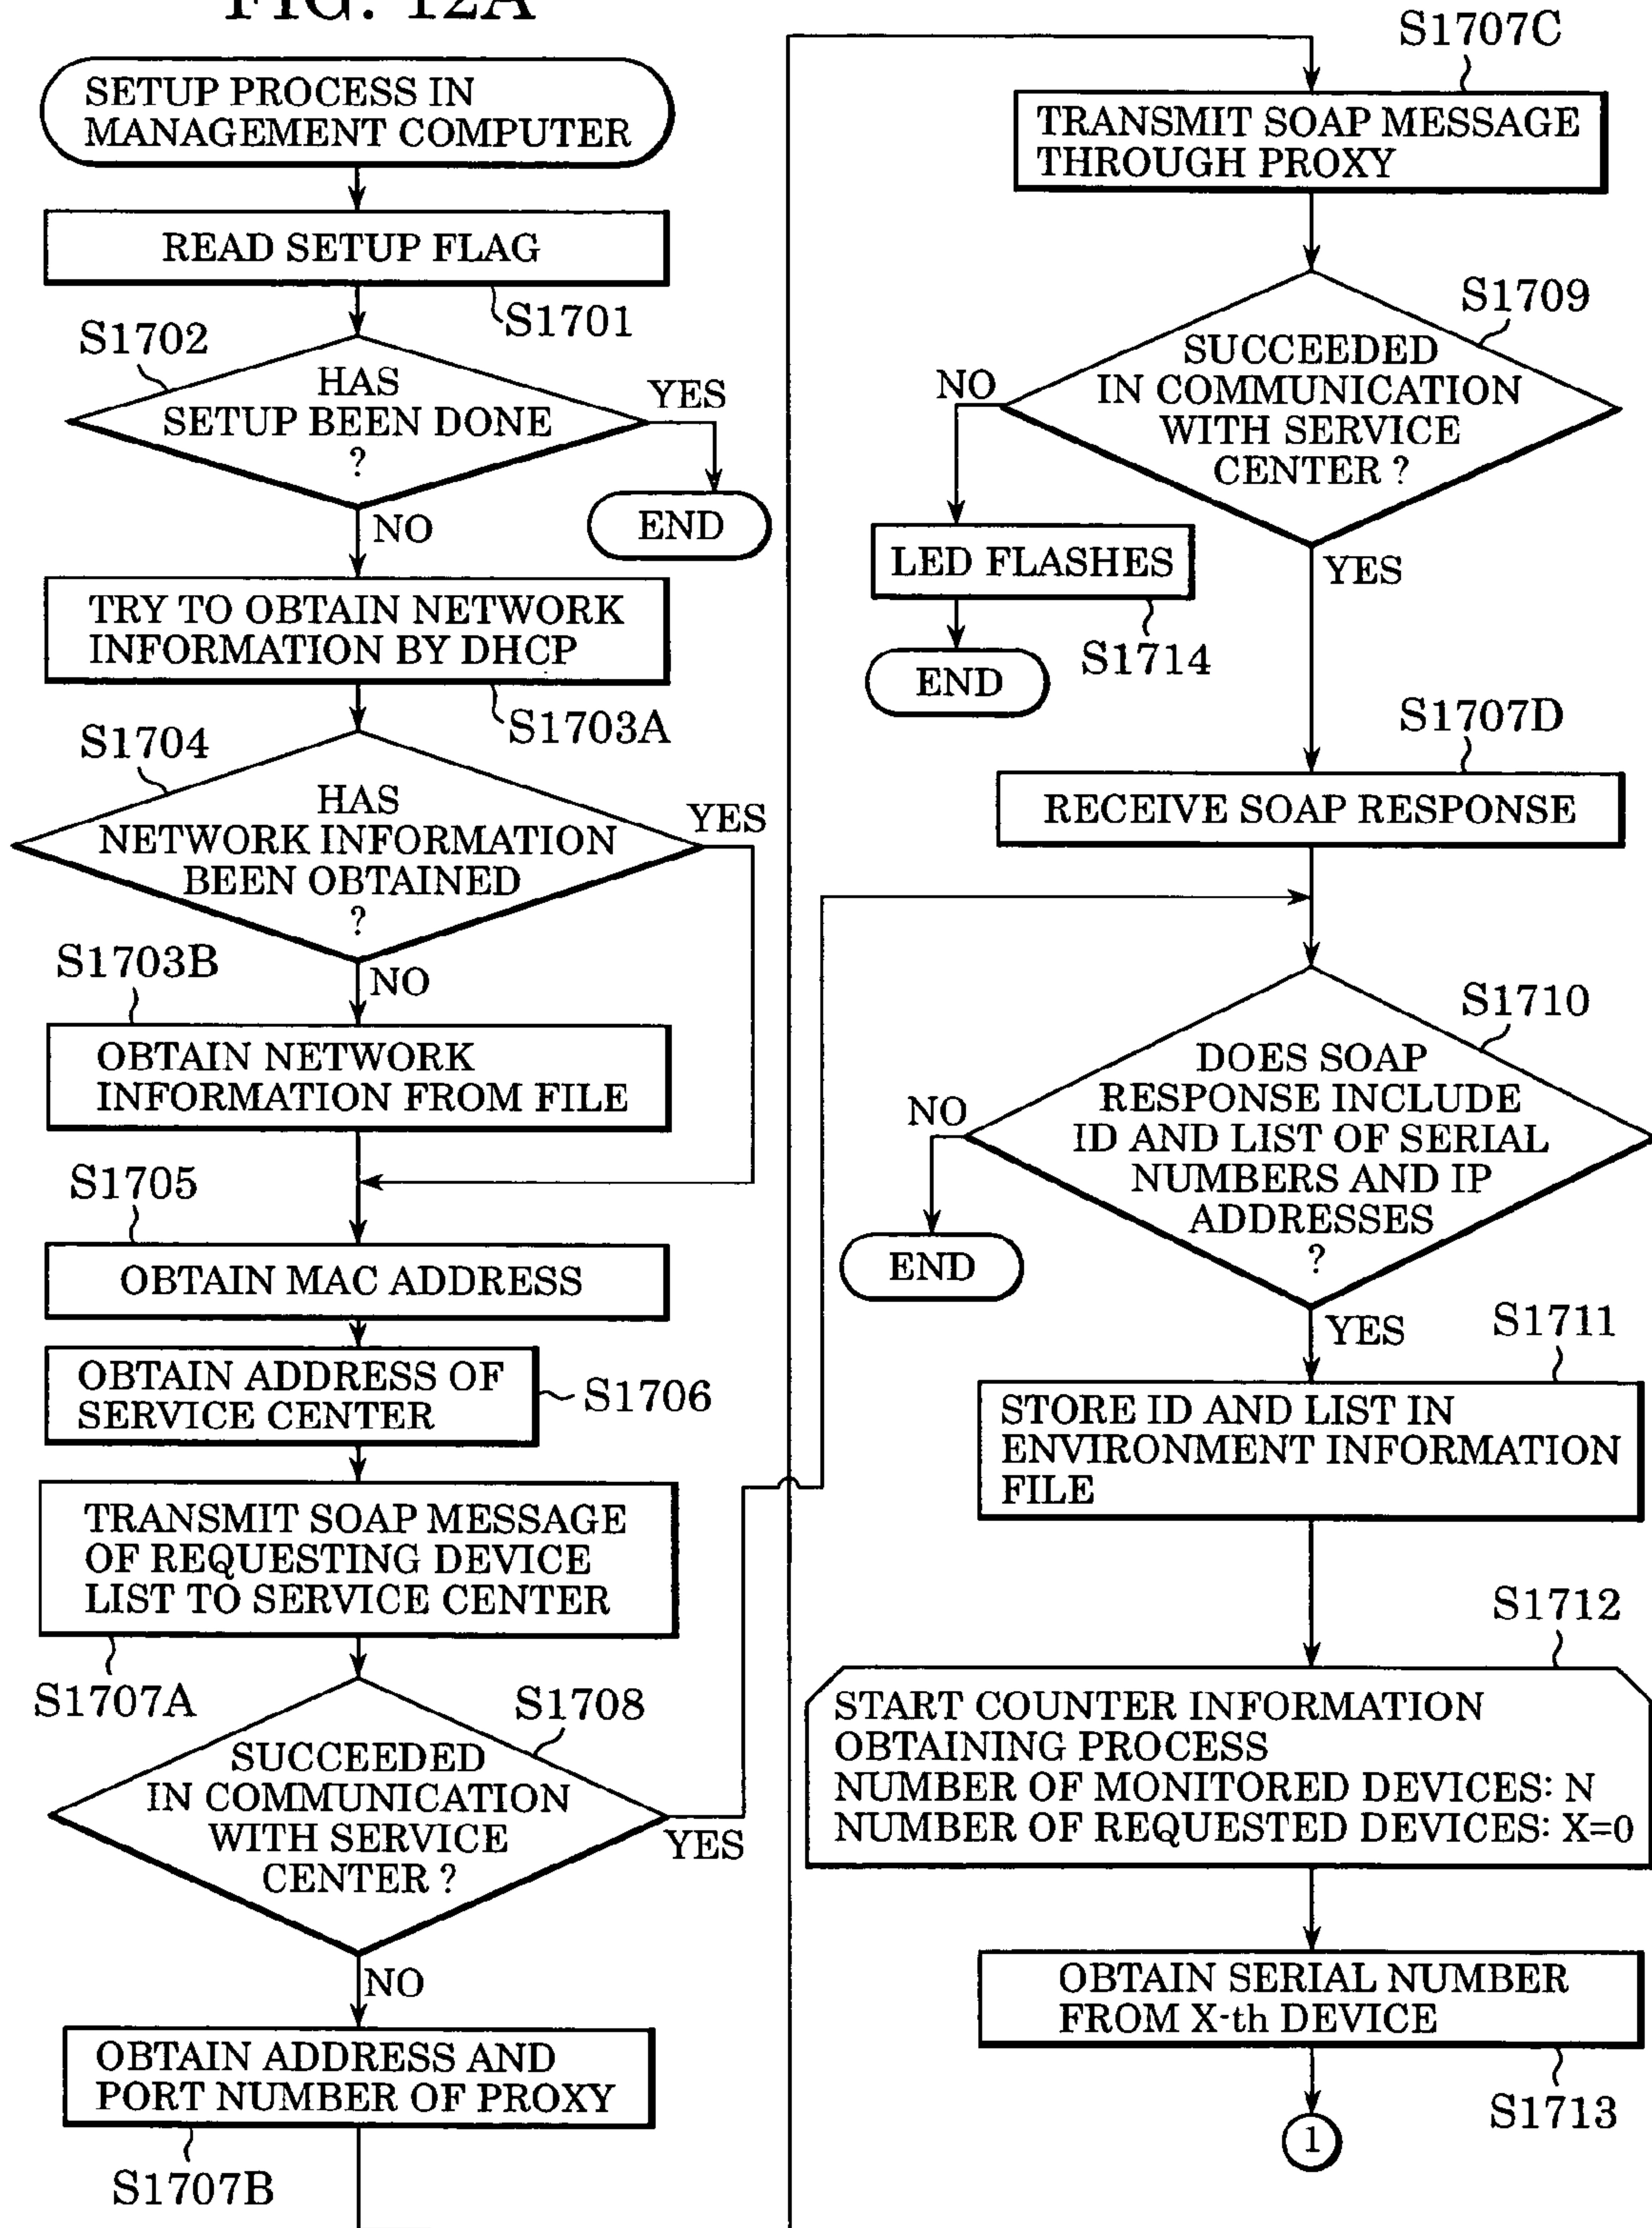 FIG. 12A
SETUP PROCESS IN
MANAGEMENT COMPUTER
READ SETUP FLAG
S1701
S1702
HAS
SETUP BEEN DONE
?
YES
END
NO
TRY TO OBTAIN NETWORK
INFORMATION BY DHCP
S1703A
S1704
HAS
NETWORK INFORMATION
BEEN OBTAINED
?
YES
NO
S1703B
OBTAIN NETWORK
INFORMATION FROM FILE
S1705
OBTAIN MAC ADDRESS
OBTAIN ADDRESS OF
SERVICE CENTER
S1706
TRANSMIT SOAP MESSAGE
OF REQUESTING DEVICE
LIST TO SERVICE CENTER
S1707A
S1708
SUCCEEDED
IN COMMUNICATION
WITH SERVICE
CENTER ?
YES
NO
OBTAIN ADDRESS AND
PORT NUMBER OF PROXY
S1707B
S1707C
TRANSMIT SOAP MESSAGE
THROUGH PROXY
S1709
SUCCEEDED
IN COMMUNICATION
WITH SERVICE
CENTER ?
NO
LED FLASHES
S1714
END
YES
S1707D
RECEIVE SOAP RESPONSE
S1710
DOES SOAP
RESPONSE INCLUDE
ID AND LIST OF SERIAL
NUMBERS AND IP
ADDRESSES
?
NO
END
YES
S1711
STORE ID AND LIST IN
ENVIRONMENT INFORMATION
FILE
S1712
START COUNTER INFORMATION
OBTAINING PROCESS
NUMBER OF MONITORED DEVICES: N
NUMBER OF REQUESTED DEVICES: X=0
OBTAIN SERIAL NUMBER
FROM X-th DEVICE
S1713
1